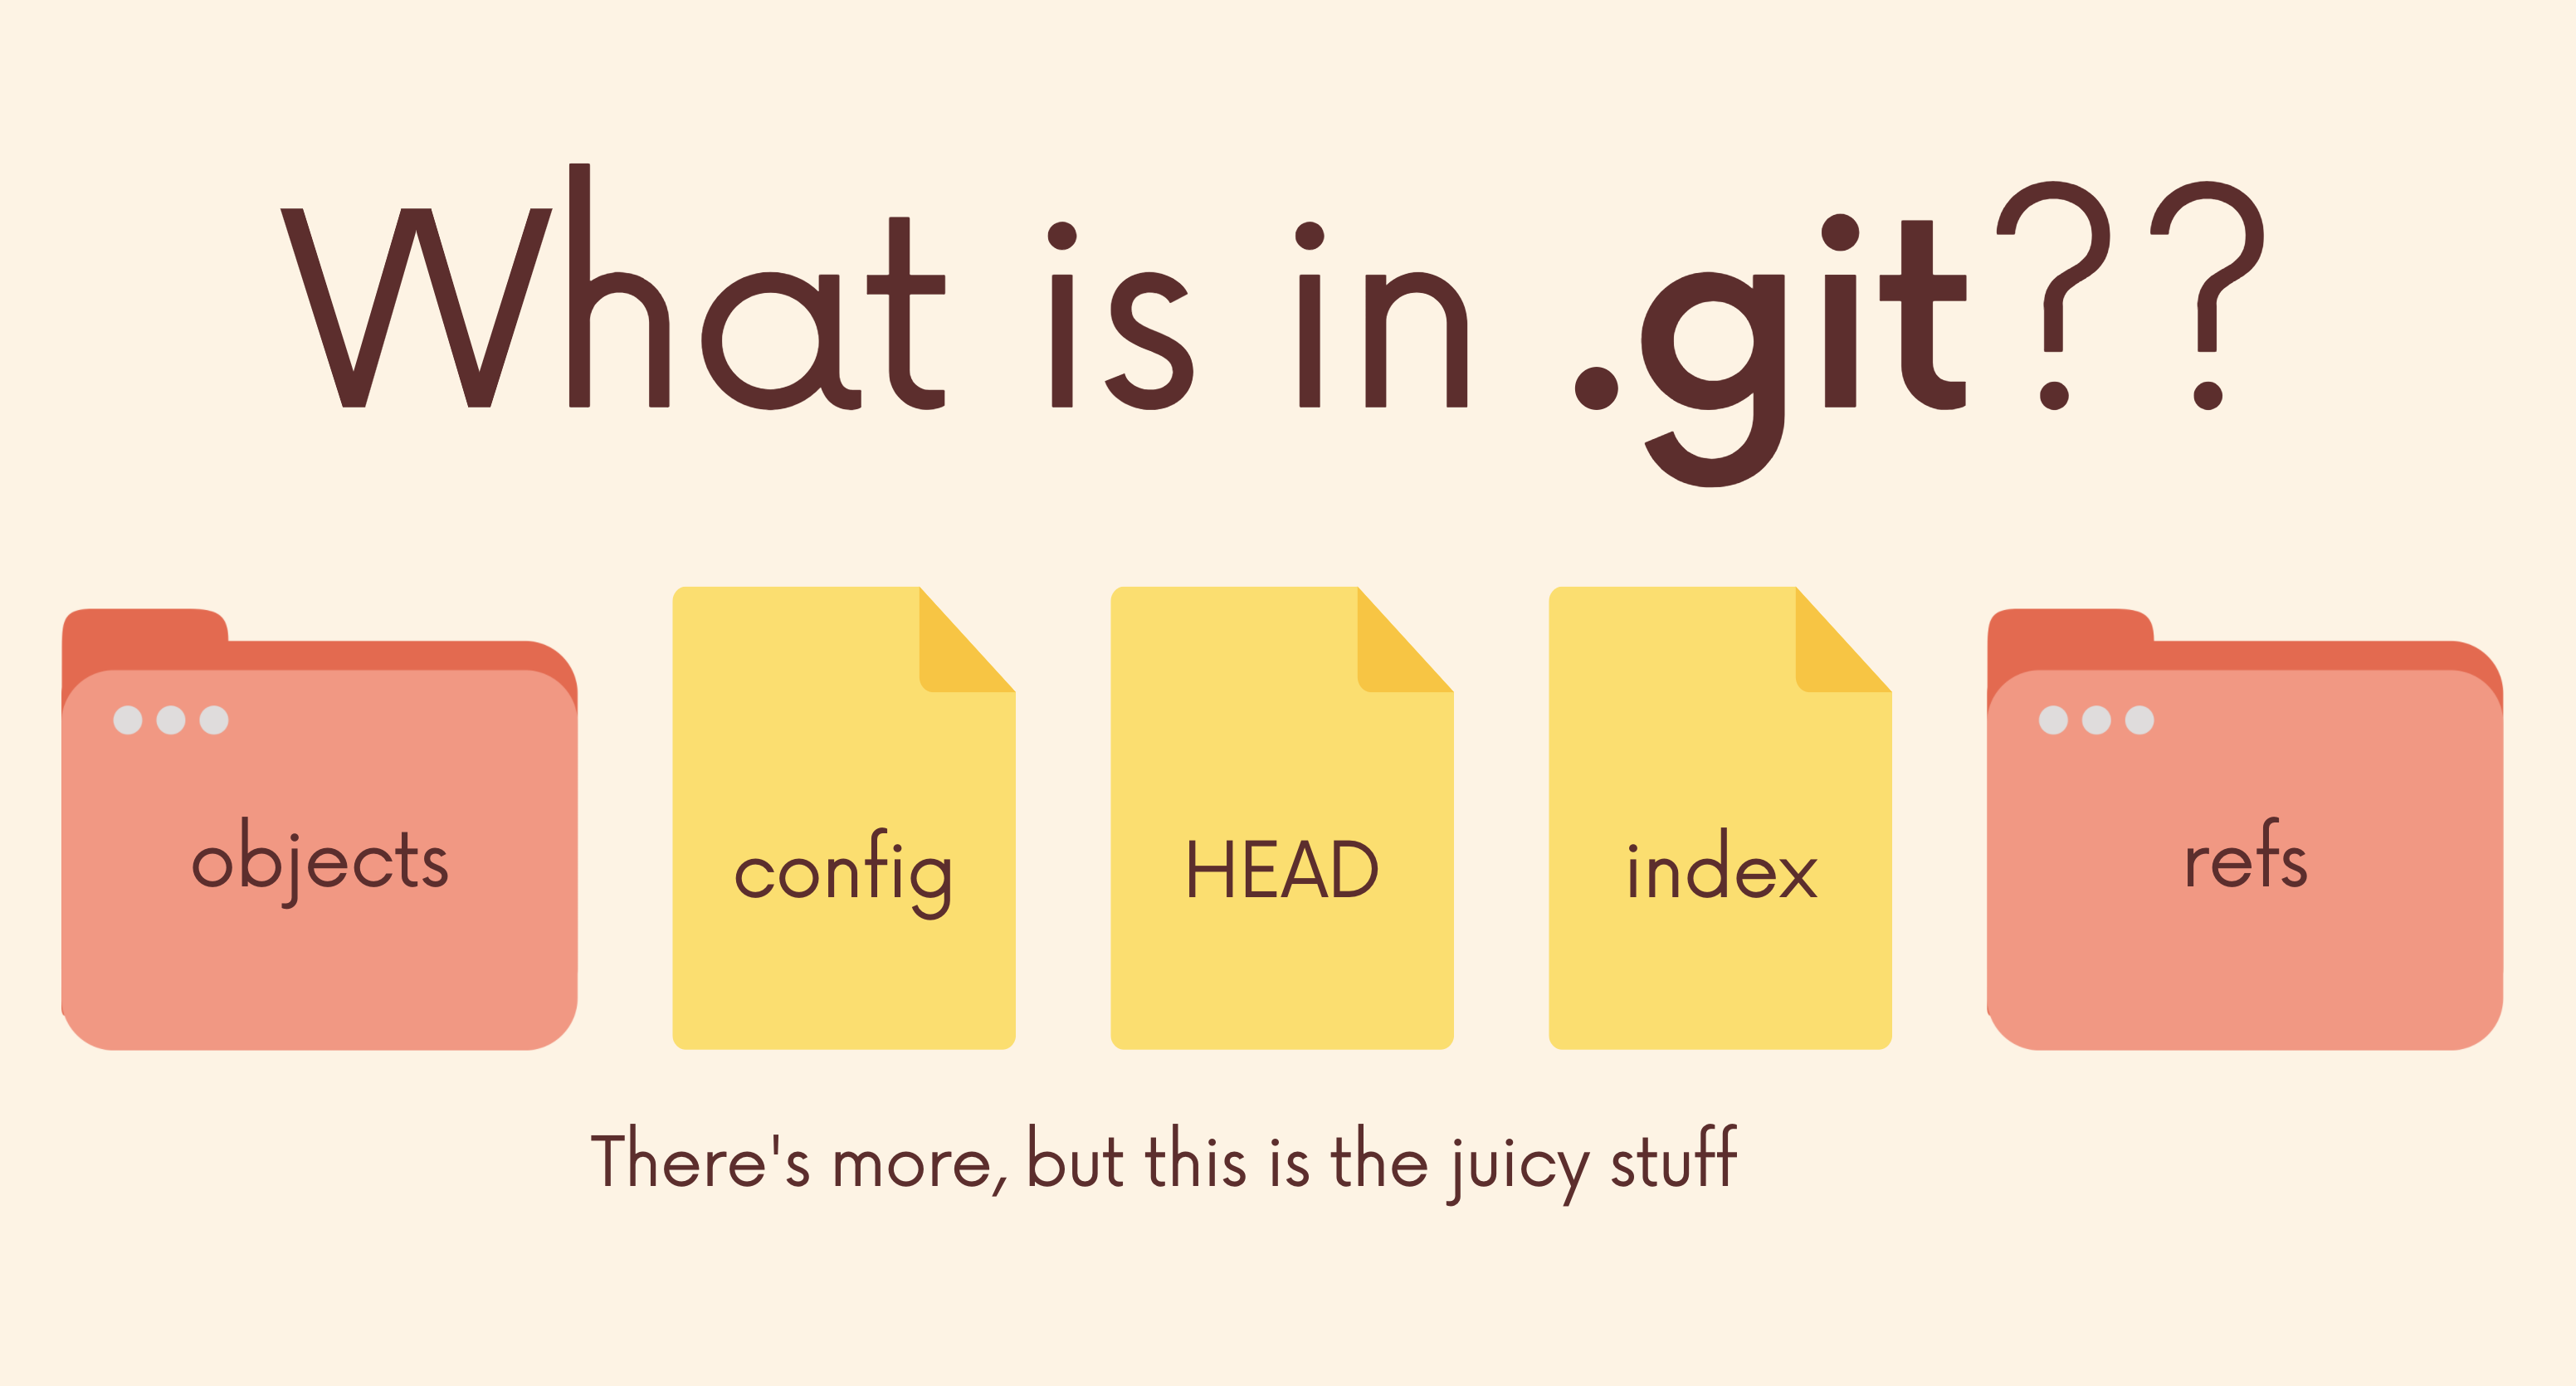 What is in .git??
objects
config
HEAD
index
refs
There's more, but this is the juicy stuff